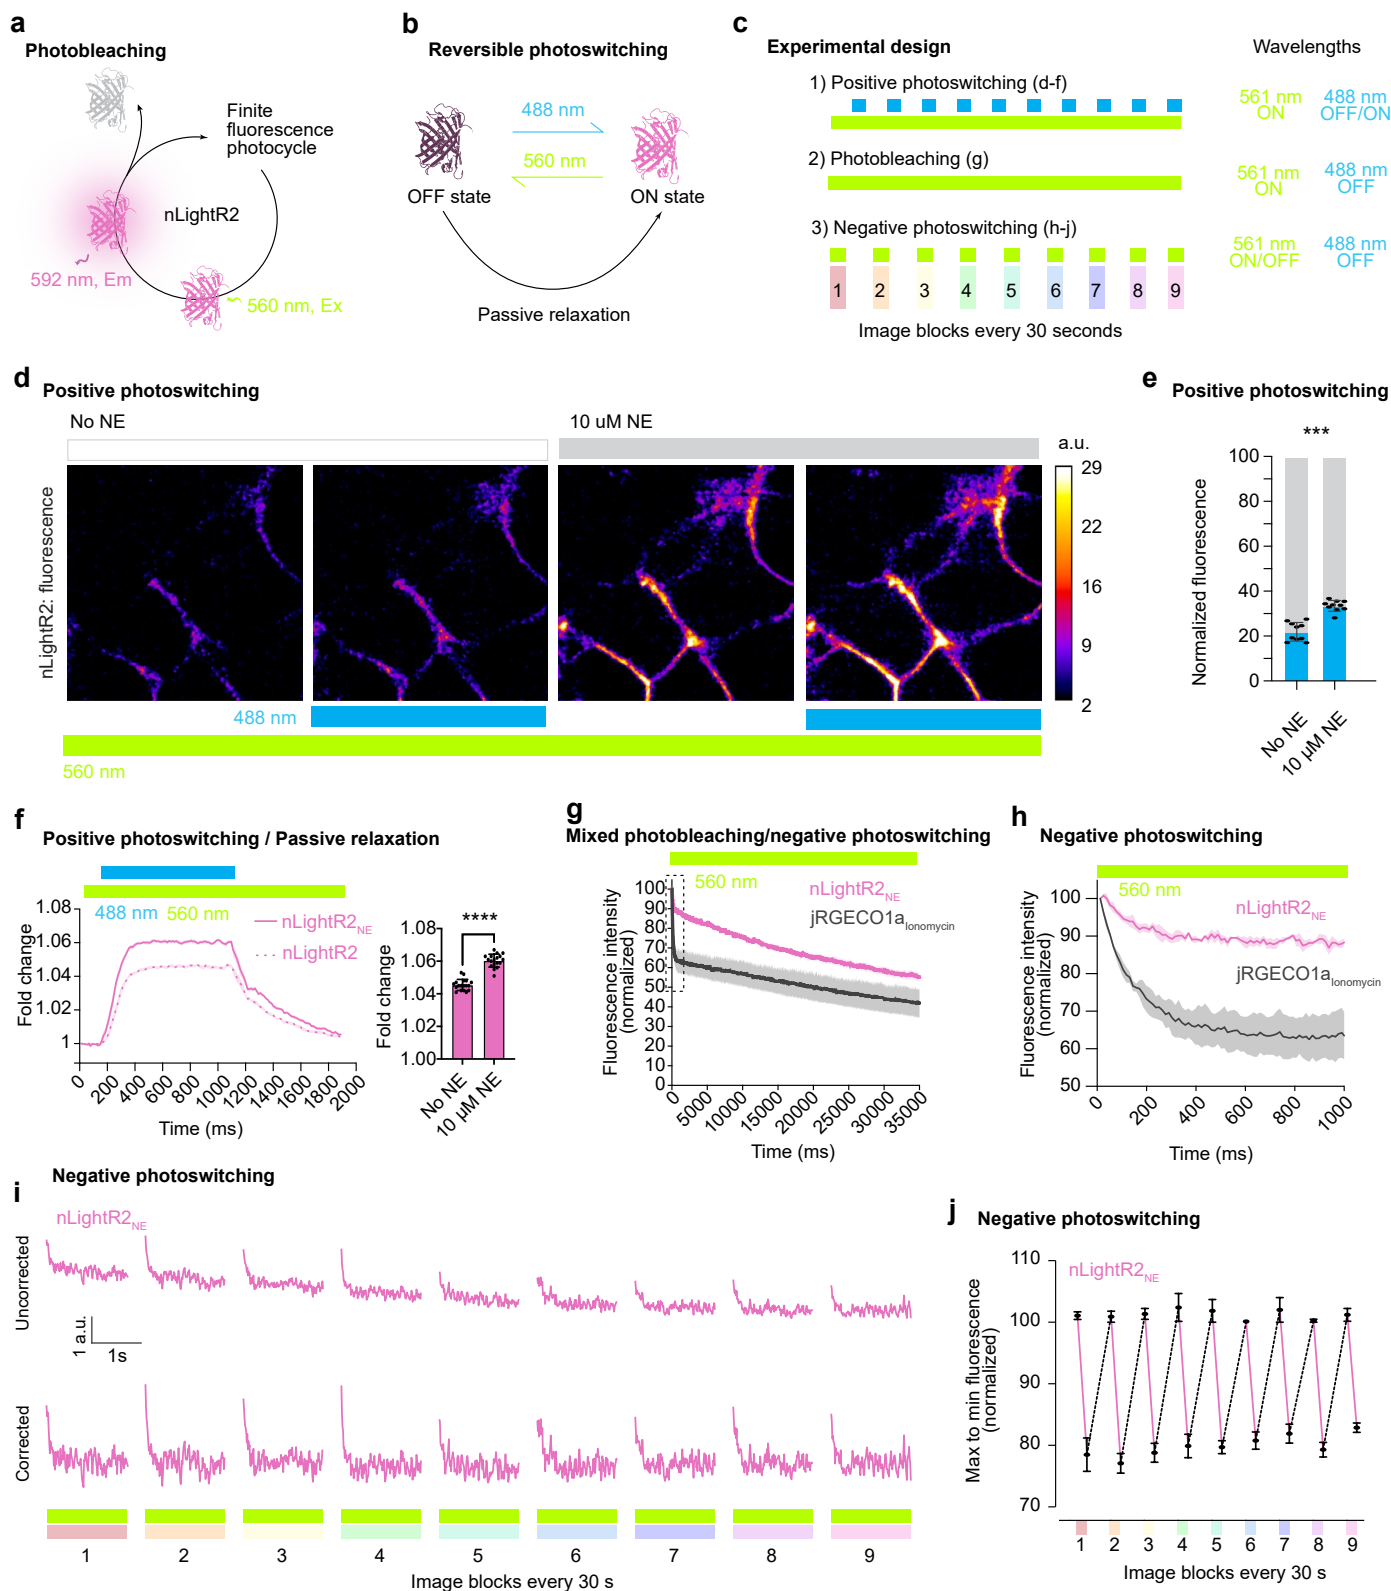 a
Photobleaching
Finite
fluorescence
photocycle
nLightR2
592 nm, Em
560 nm, Ex
b
Reversible photoswitching
488 nm
560 nm
OFF state
ON state
Passive relaxation
c
Experimental design
Wavelengths
1) Positive photoswitching (d-f)
561 nm
ON
488 nm
OFF/ON
2) Photobleaching (g)
561 nm
ON
488 nm
OFF
3) Negative photoswitching (h-j)
561 nm
ON/OFF
488 nm
OFF
1 2 3 4 5 6 7 8 9
Image blocks every 30 seconds
d
Positive photoswitching
No NE
10 uM NE
nLightR2: fluorescence
a.u.
29
22
16
9
2
488 nm
560 nm
e
Positive photoswitching
***
Normalized fluorescence
100
80
60
40
20
0
No NE
10 µM NE
f
Positive photoswitching / Passive relaxation
488 nm
560 nm
nLightR2NE
nLightR2
Fold change
1.08
1.06
1.04
1.02
1
0 200 400 600 800 1000 1200 1400 1600 1800 2000
Time (ms)
****
Fold change
1.10
1.08
1.06
1.04
1.02
1.00
No NE
10 µM NE
g
Mixed photobleaching/negative photoswitching
560 nm
nLightR2NE
jRGECO1aIonomycin
Fluorescence intensity
(normalized)
100
90
80
70
60
50
40
30
20
10
0
0 5000 10000 15000 20000 25000 30000 35000
Time (ms)
h
Negative photoswitching
560 nm
nLightR2NE
jRGECO1aIonomycin
Fluorescence intensity
(normalized)
100
90
80
70
60
50
0 200 400 600 800 1000
Time (ms)
i
Negative photoswitching
nLightR2NE
Uncorrected
1 a.u.
1s
Corrected
1 2 3 4 5 6 7 8 9
Image blocks every 30 s
j
Negative photoswitching
nLightR2NE
Max to min fluorescence
(normalized)
110
100
90
80
70
1 2 3 4 5 6 7 8 9
Image blocks every 30 s